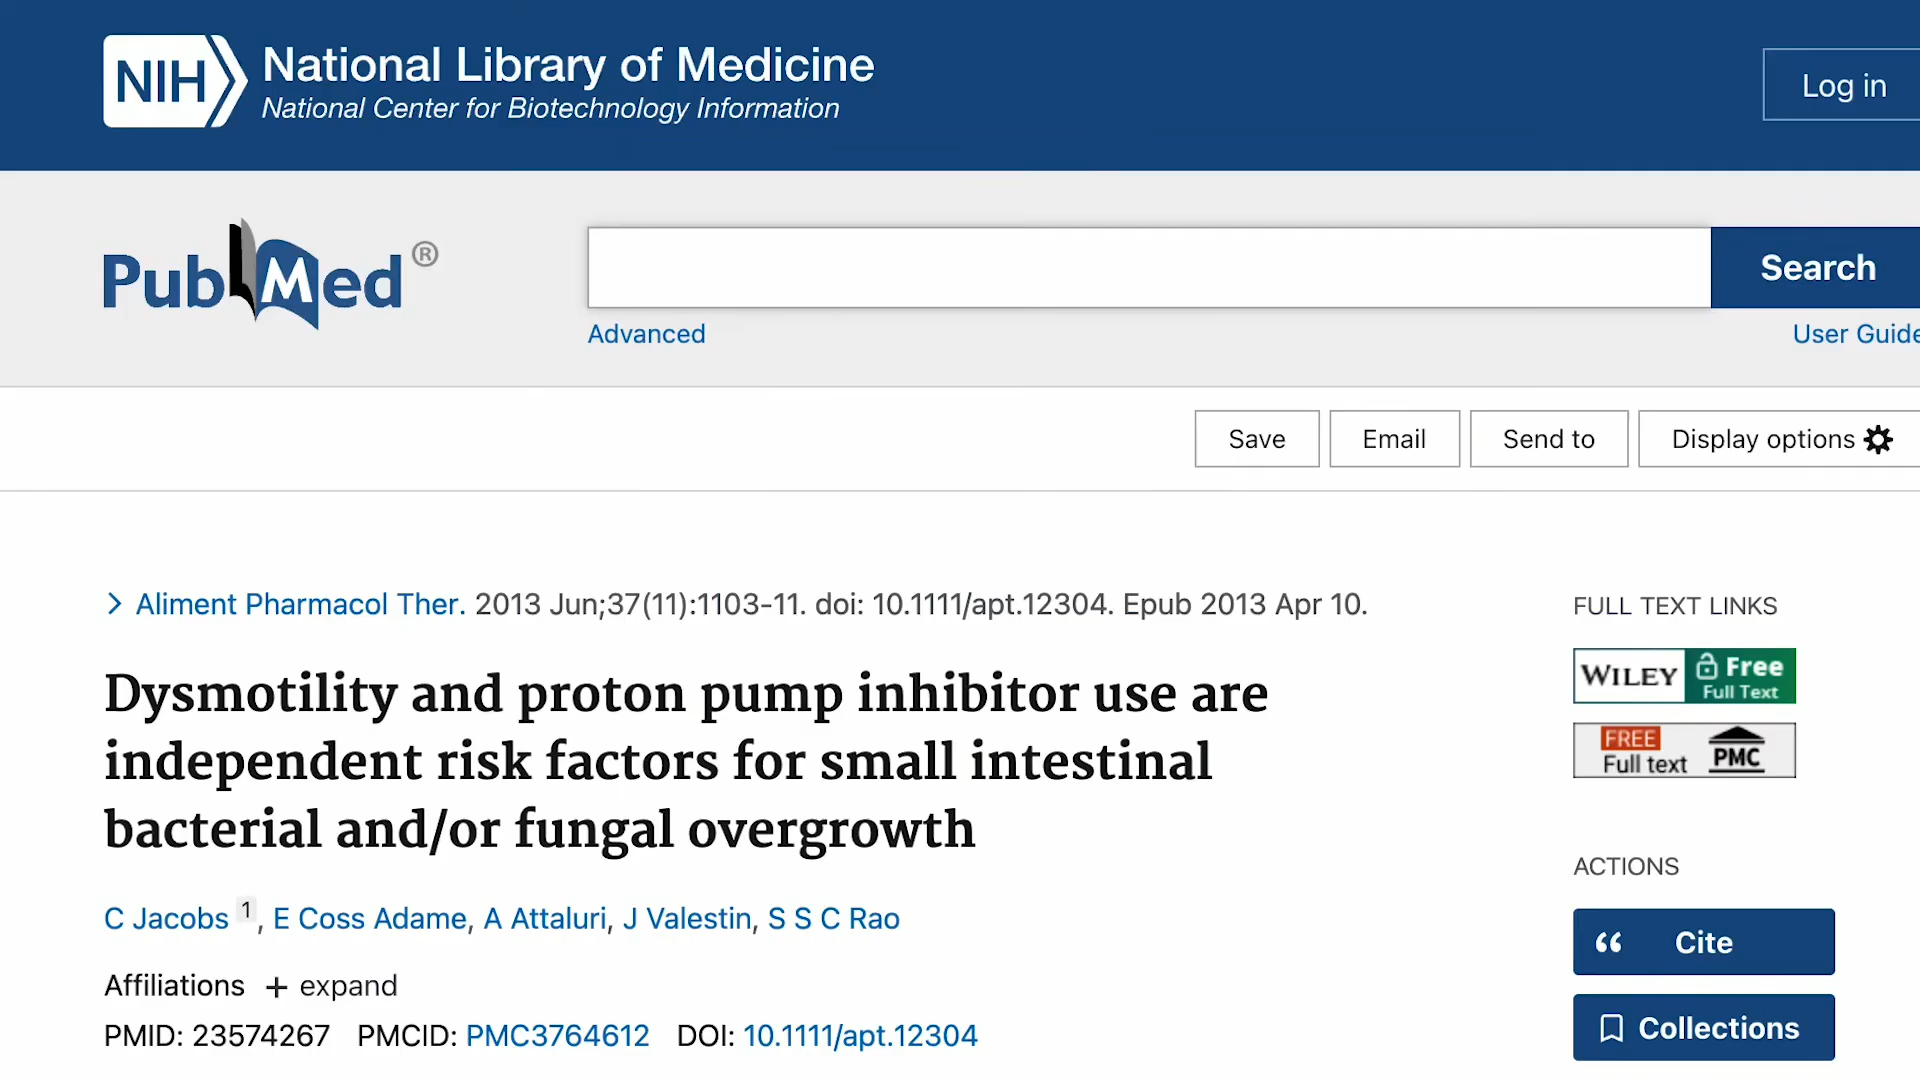 NIH National Library of Medicine
National Center for Biotechnology Information
Log in
PubMed®
Search
Advanced
User Guide
Save
Email
Send to
Display options
Aliment Pharmacol Ther. 2013 Jun;37(11):1103-11. doi: 10.1111/apt.12304. Epub 2013 Apr 10.
Dysmotility and proton pump inhibitor use are
independent risk factors for small intestinal
bacterial and/or fungal overgrowth
C Jacobs 1, E Coss Adame, A Attaluri, J Valestin, S S C Rao
Affiliations + expand
PMID: 23574267 PMCID: PMC3764612 DOI: 10.1111/apt.12304
FULL TEXT LINKS
WILEY Free
Full Text
FREE
Full text PMC
ACTIONS
“ Cite
Collections